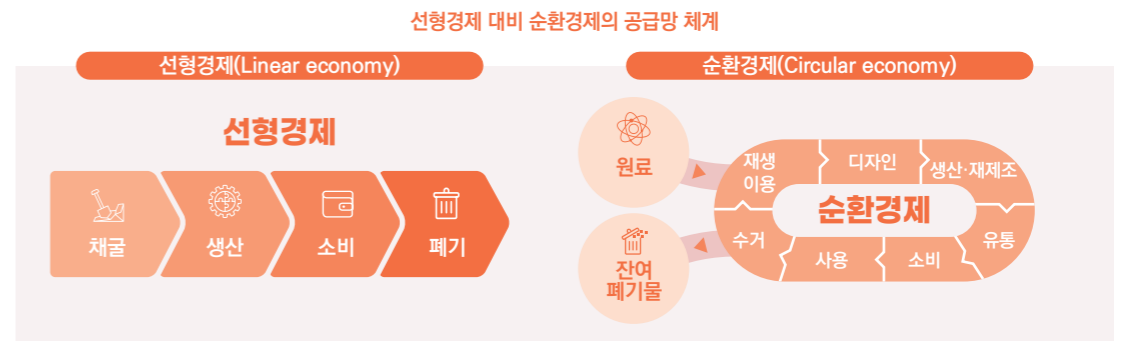 선형경제 대비 순환경제의 공급망 체계
선형경제(Linear economy)
선형경제
채굴
생산
소비
폐기
순환경제(Circular economy)
원료
잔여
폐기물
재생
이용
디자인
생산·재제조
유통
소비
사용
수거
순환경제